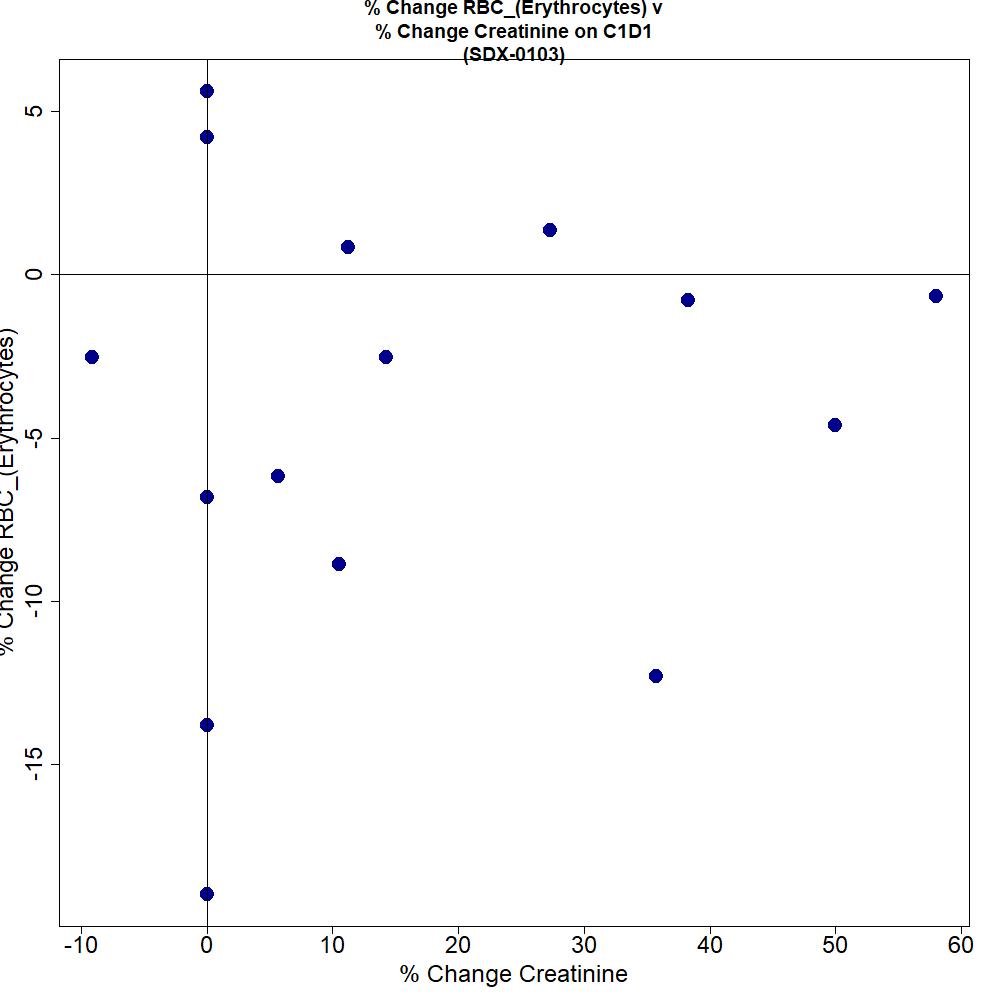 % Change RBC_(Erythrocytes) v
% Change Creatinine on C1D1
(SDX-0103)
% Change RBC_(Erythrocytes)
5
0
-5
-10
-15
-10 0 10 20 30 40 50 60
% Change Creatinine